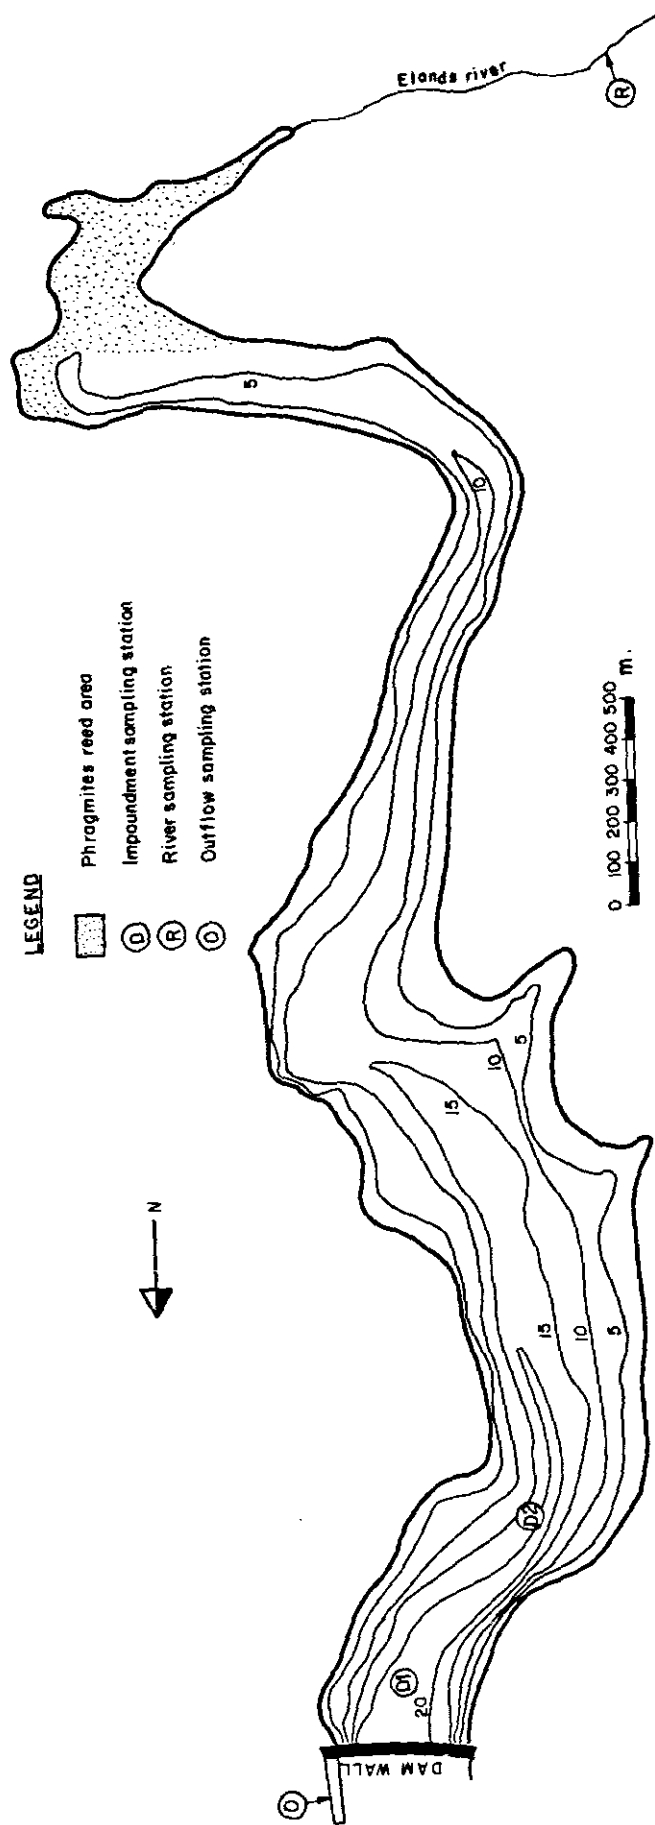 LEGEND
Phragmites reed area
D Impoundment sampling station
R River sampling station
O Outflow sampling station
N
Elands river
R
5
10
5
10
15
15
10
5
D2
D1
20
DAM WALL
O
0 100 200 300 400 500 m.